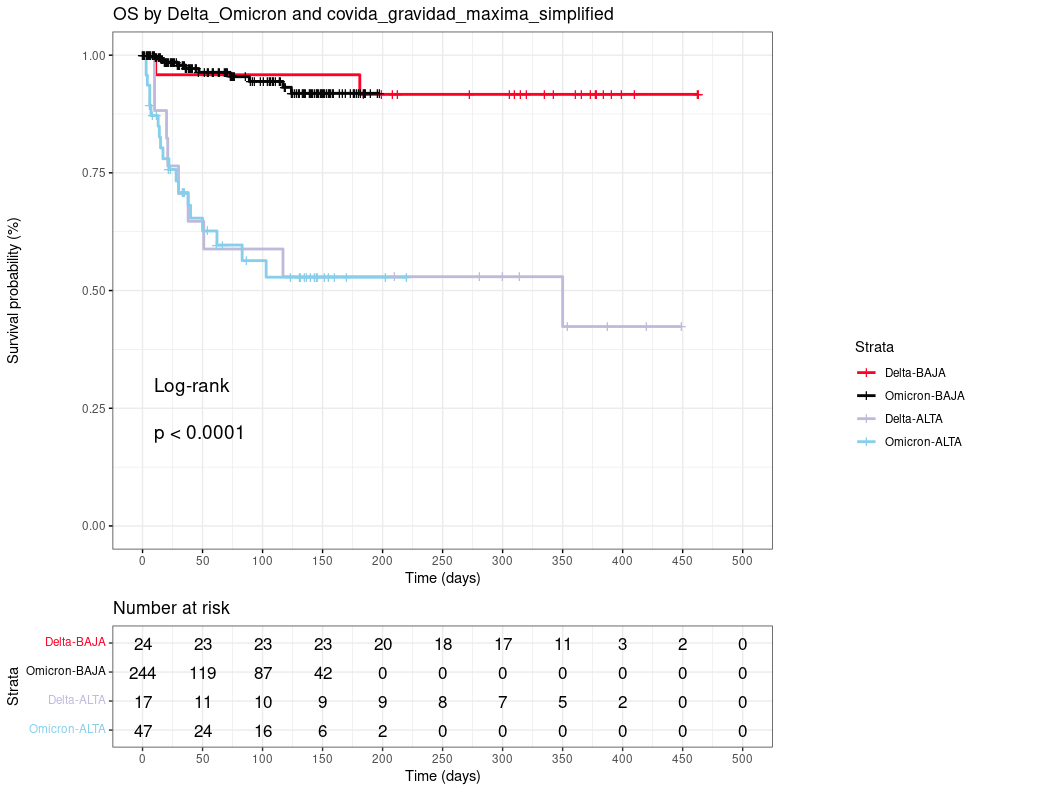 OS by Delta_Omicron and covida_gravidad_maxima_simplified
Survival probability (%)
1.00
0.75
0.50
0.25
0.00
Log-rank
p < 0.0001
0 50 100 150 200 250 300 350 400 450 500
Time (days)
Strata
Delta-BAJA
Omicron-BAJA
Delta-ALTA
Omicron-ALTA
Number at risk
Strata
Delta-BAJA 24 23 23 23 20 18 17 11 3 2 0
Omicron-BAJA 244 119 87 42 0 0 0 0 0 0 0
Delta-ALTA 17 11 10 9 9 8 7 5 2 0 0
Omicron-ALTA 47 24 16 6 2 0 0 0 0 0 0
0 50 100 150 200 250 300 350 400 450 500
Time (days)